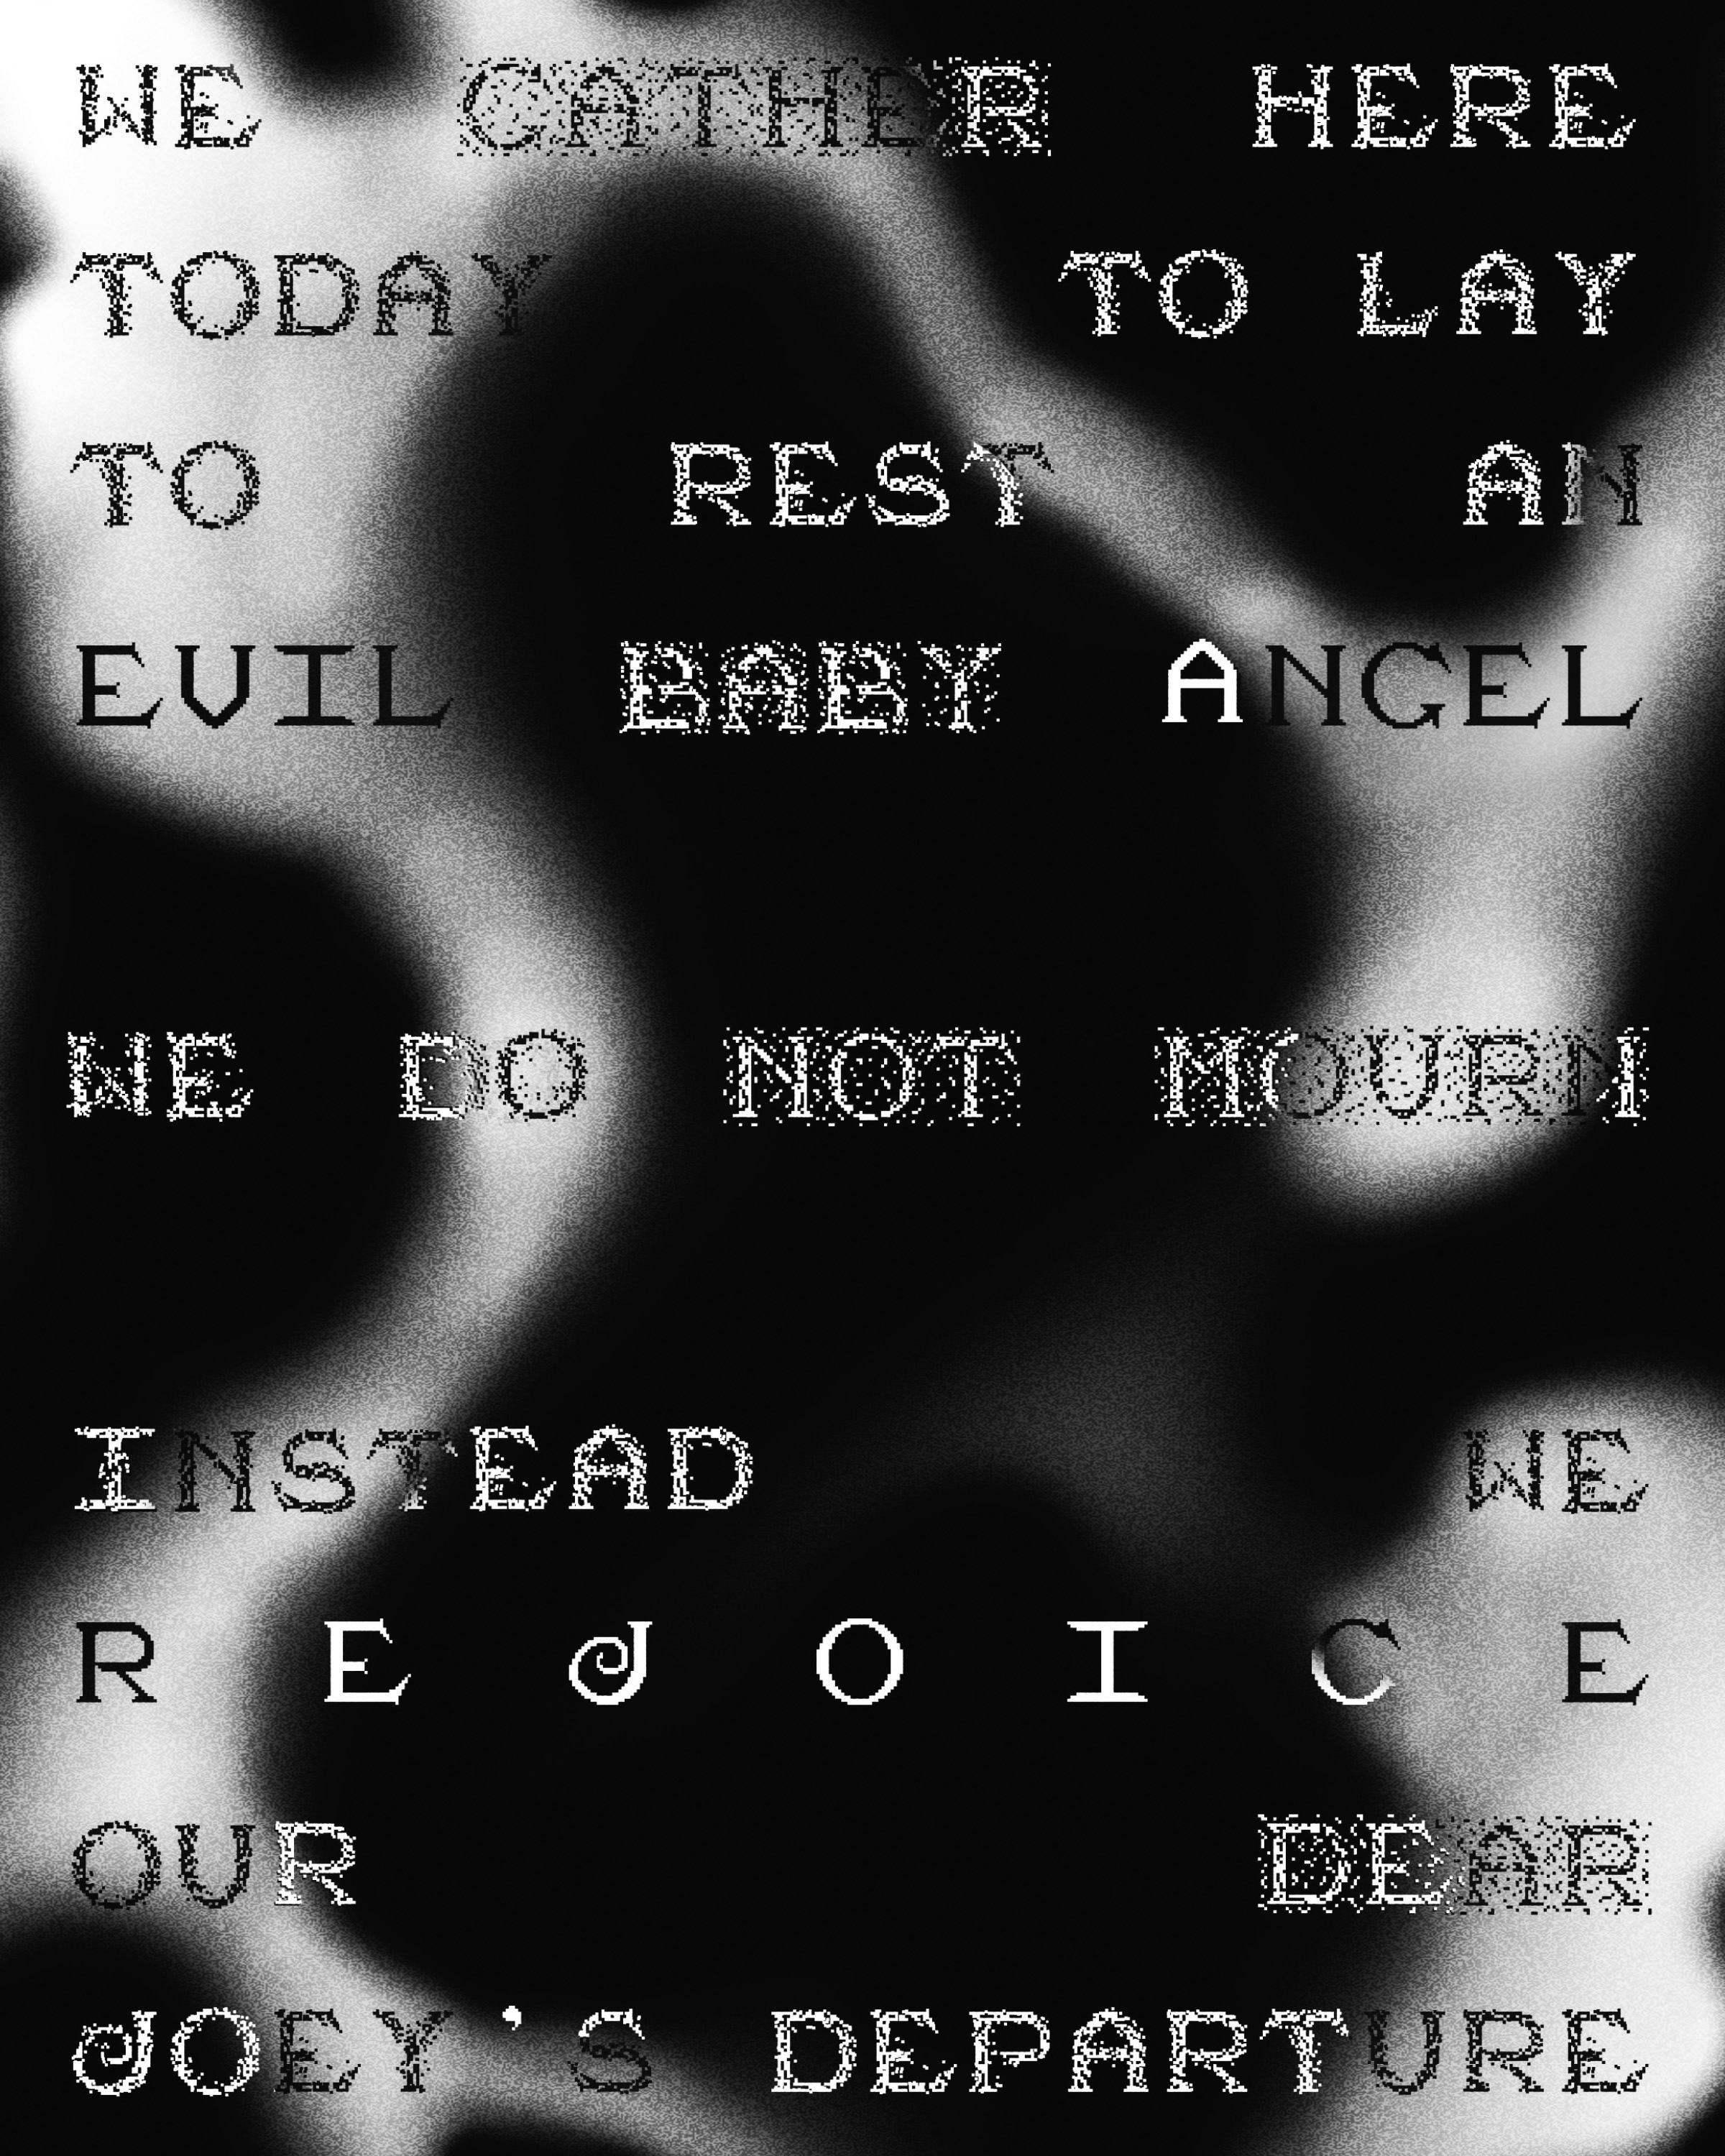 WE GATHER HERE
TODAY TO LAY
TO REST AN
EVIL BABY ANGEL
WE DO NOT MOURN
INSTEAD WE
REJOICE
OUR DEAR
JOEY'S DEPARTURE